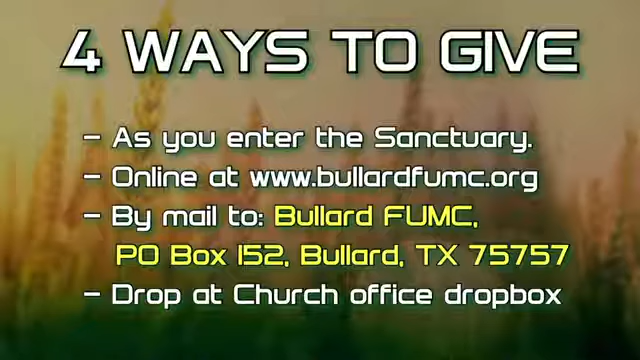 4 WAYS TO GIVE
– As you enter the Sanctuary.
– Online at www.bullardfumc.org
– By mail to: Bullard FUMC,
PO Box 152, Bullard, TX 75757
– Drop at Church office dropbox